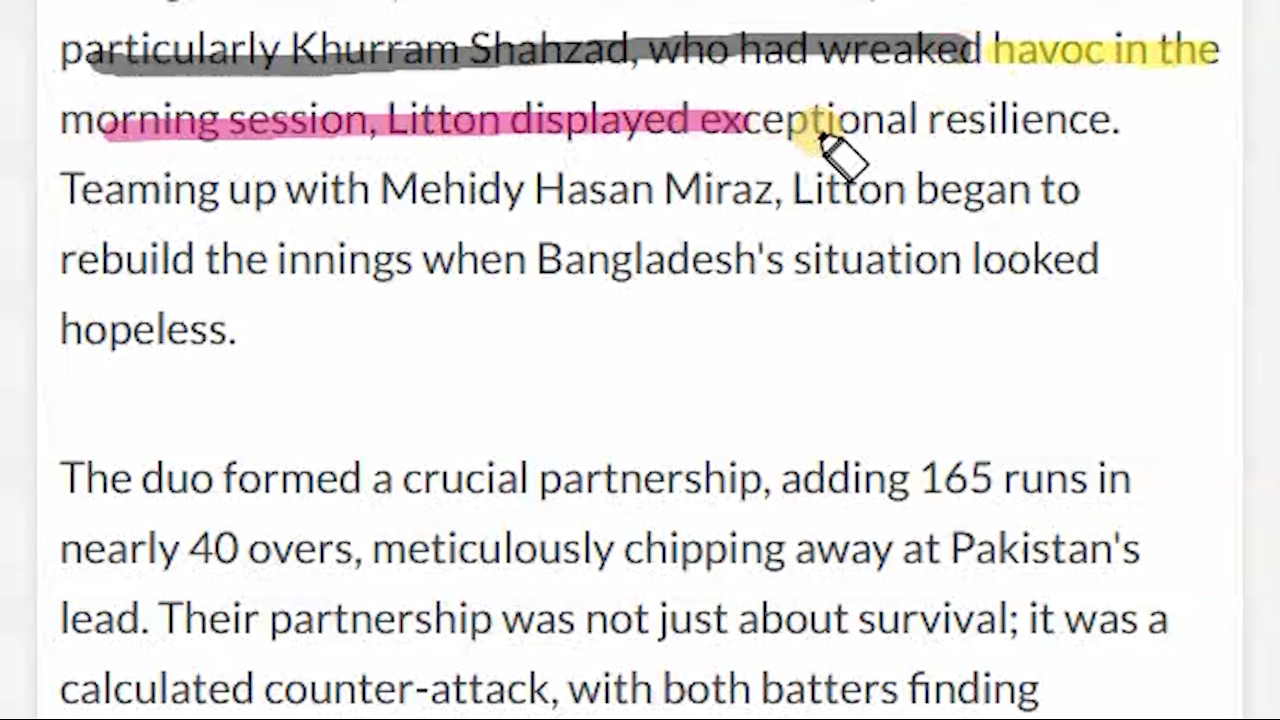 particularly Khurram Shahzad, who had wreaked havoc in the
morning session, Litton displayed exceptional resilience.
Teaming up with Mehidy Hasan Miraz, Litton began to
rebuild the innings when Bangladesh's situation looked
hopeless.
The duo formed a crucial partnership, adding 165 runs in
nearly 40 overs, meticulously chipping away at Pakistan's
lead. Their partnership was not just about survival; it was a
calculated counter-attack, with both batters finding